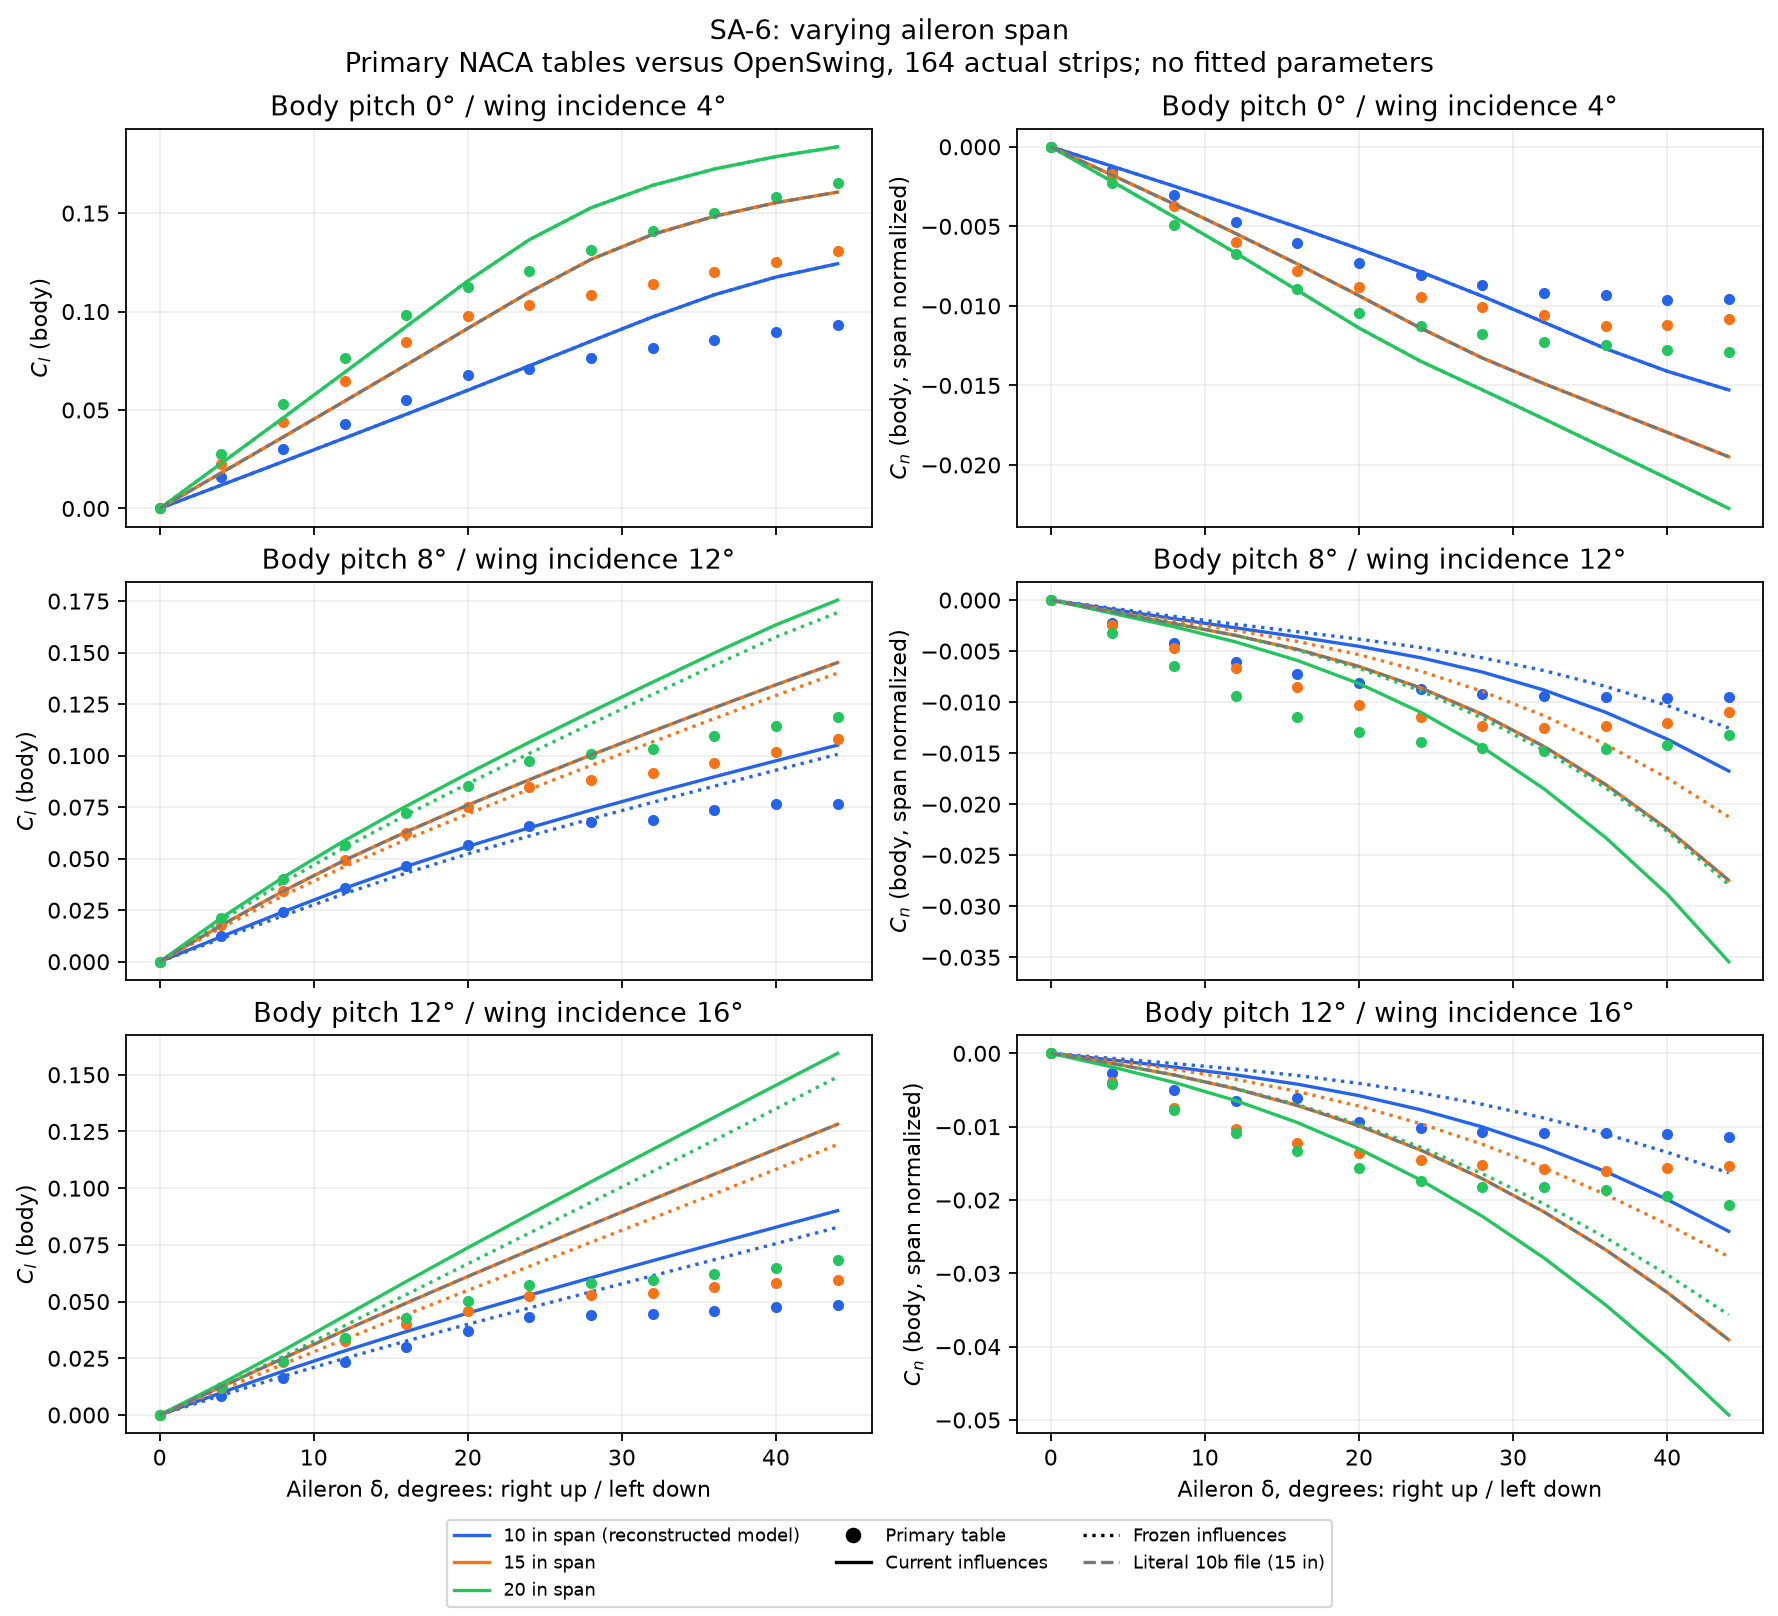 SA-6: varying aileron span
Primary NACA tables versus OpenSwing, 164 actual strips; no fitted parameters
Body pitch 0° / wing incidence 4°
C_l (body)
0.15
0.10
0.05
0.00
Body pitch 0° / wing incidence 4°
C_n (body, span normalized)
0.000
−0.005
−0.010
−0.015
−0.020
Body pitch 8° / wing incidence 12°
C_l (body)
0.175
0.150
0.125
0.100
0.075
0.050
0.025
0.000
Body pitch 8° / wing incidence 12°
C_n (body, span normalized)
0.000
−0.005
−0.010
−0.015
−0.020
−0.025
−0.030
−0.035
Body pitch 12° / wing incidence 16°
C_l (body)
0.150
0.125
0.100
0.075
0.050
0.025
0.000
0 10 20 30 40
Aileron δ, degrees: right up / left down
Body pitch 12° / wing incidence 16°
C_n (body, span normalized)
0.00
−0.01
−0.02
−0.03
−0.04
−0.05
0 10 20 30 40
Aileron δ, degrees: right up / left down
10 in span (reconstructed model)
15 in span
20 in span
Primary table
Current influences
Frozen influences
Literal 10b file (15 in)